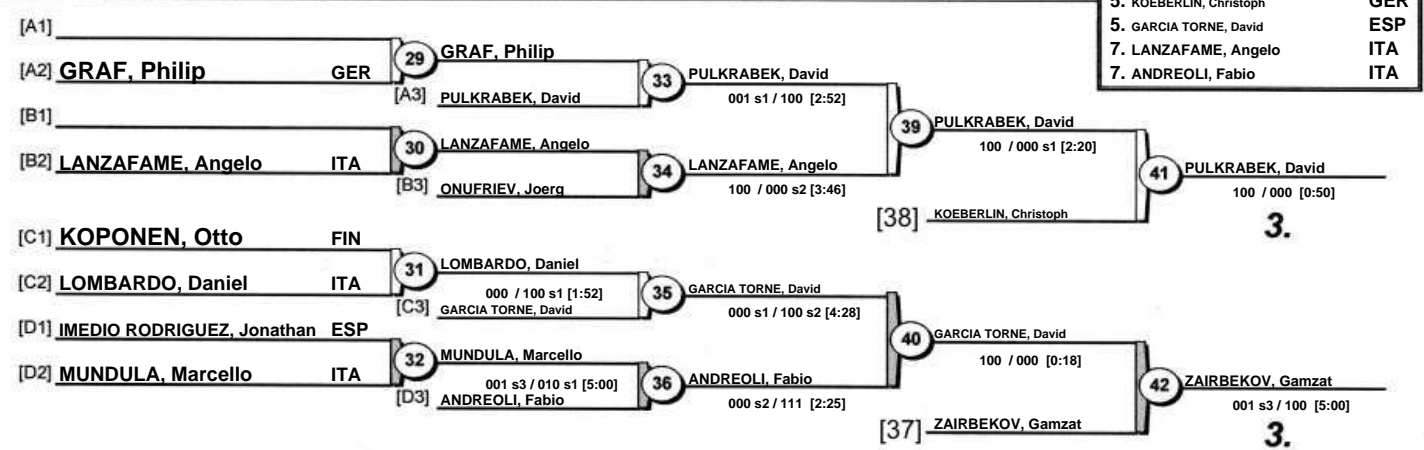 5. KOEBERLIN, Christoph GER
5. GARCIA TORNE, David ESP
7. LANZAFAME, Angelo ITA
7. ANDREOLI, Fabio ITA
[A1]
[A2] GRAF, Philip GER
29
GRAF, Philip
[A3] PULKRABEK, David
33
PULKRABEK, David
001 s1 / 100 [2:52]
[B1]
[B2] LANZAFAME, Angelo ITA
30
LANZAFAME, Angelo
[B3] ONUFRIEV, Joerg
34
LANZAFAME, Angelo
100 / 000 s2 [3:46]
39
PULKRABEK, David
100 / 000 s1 [2:20]
[38] KOEBERLIN, Christoph
41
PULKRABEK, David
100 / 000 [0:50]
3.
[C1] KOPONEN, Otto FIN
[C2] LOMBARDO, Daniel ITA
31
LOMBARDO, Daniel
000 / 100 s1 [1:52]
[C3] GARCIA TORNE, David
35
GARCIA TORNE, David
000 s1 / 100 s2 [4:28]
[D1] IMEDIO RODRIGUEZ, Jonathan ESP
[D2] MUNDULA, Marcello ITA
32
MUNDULA, Marcello
001 s3 / 010 s1 [5:00]
[D3] ANDREOLI, Fabio
36
ANDREOLI, Fabio
000 s2 / 111 [2:25]
40
GARCIA TORNE, David
100 / 000 [0:18]
[37] ZAIRBEKOV, Gamzat
42
ZAIRBEKOV, Gamzat
001 s3 / 100 [5:00]
3.